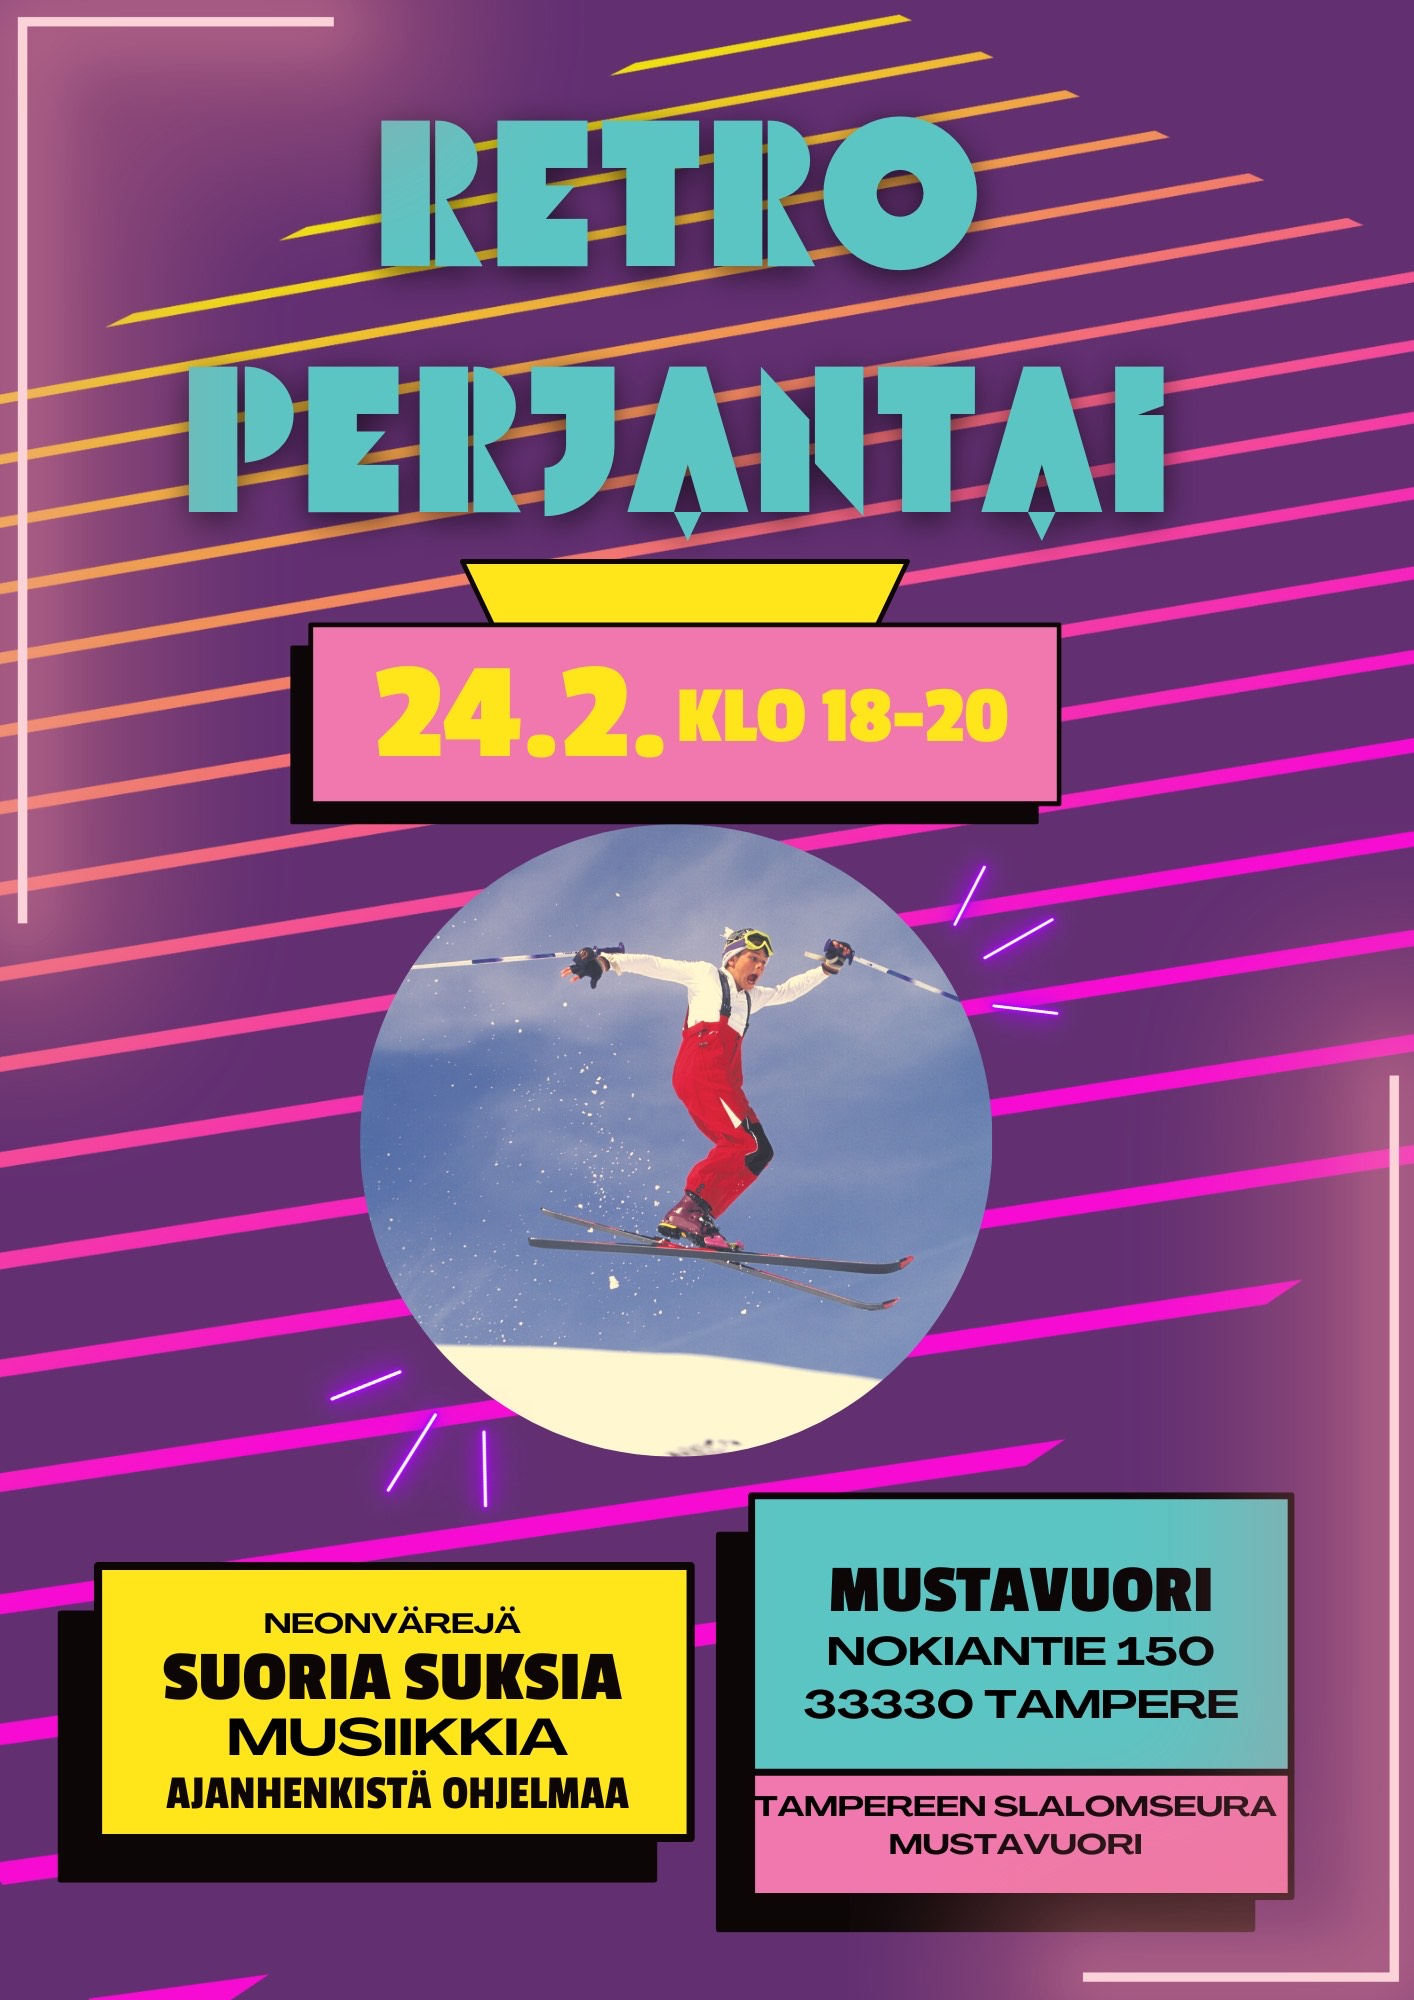 RETRO
PERJANTAI
24.2. KLO 18-20
NEONVÄREJÄ
SUORIA SUKSIA
MUSIIKKIA
AJANHENKISTÄ OHJELMAA
MUSTAVUORI
NOKIANTIE 150
33330 TAMPERE
TAMPEREEN SLALOMSEURA
MUSTAVUORI